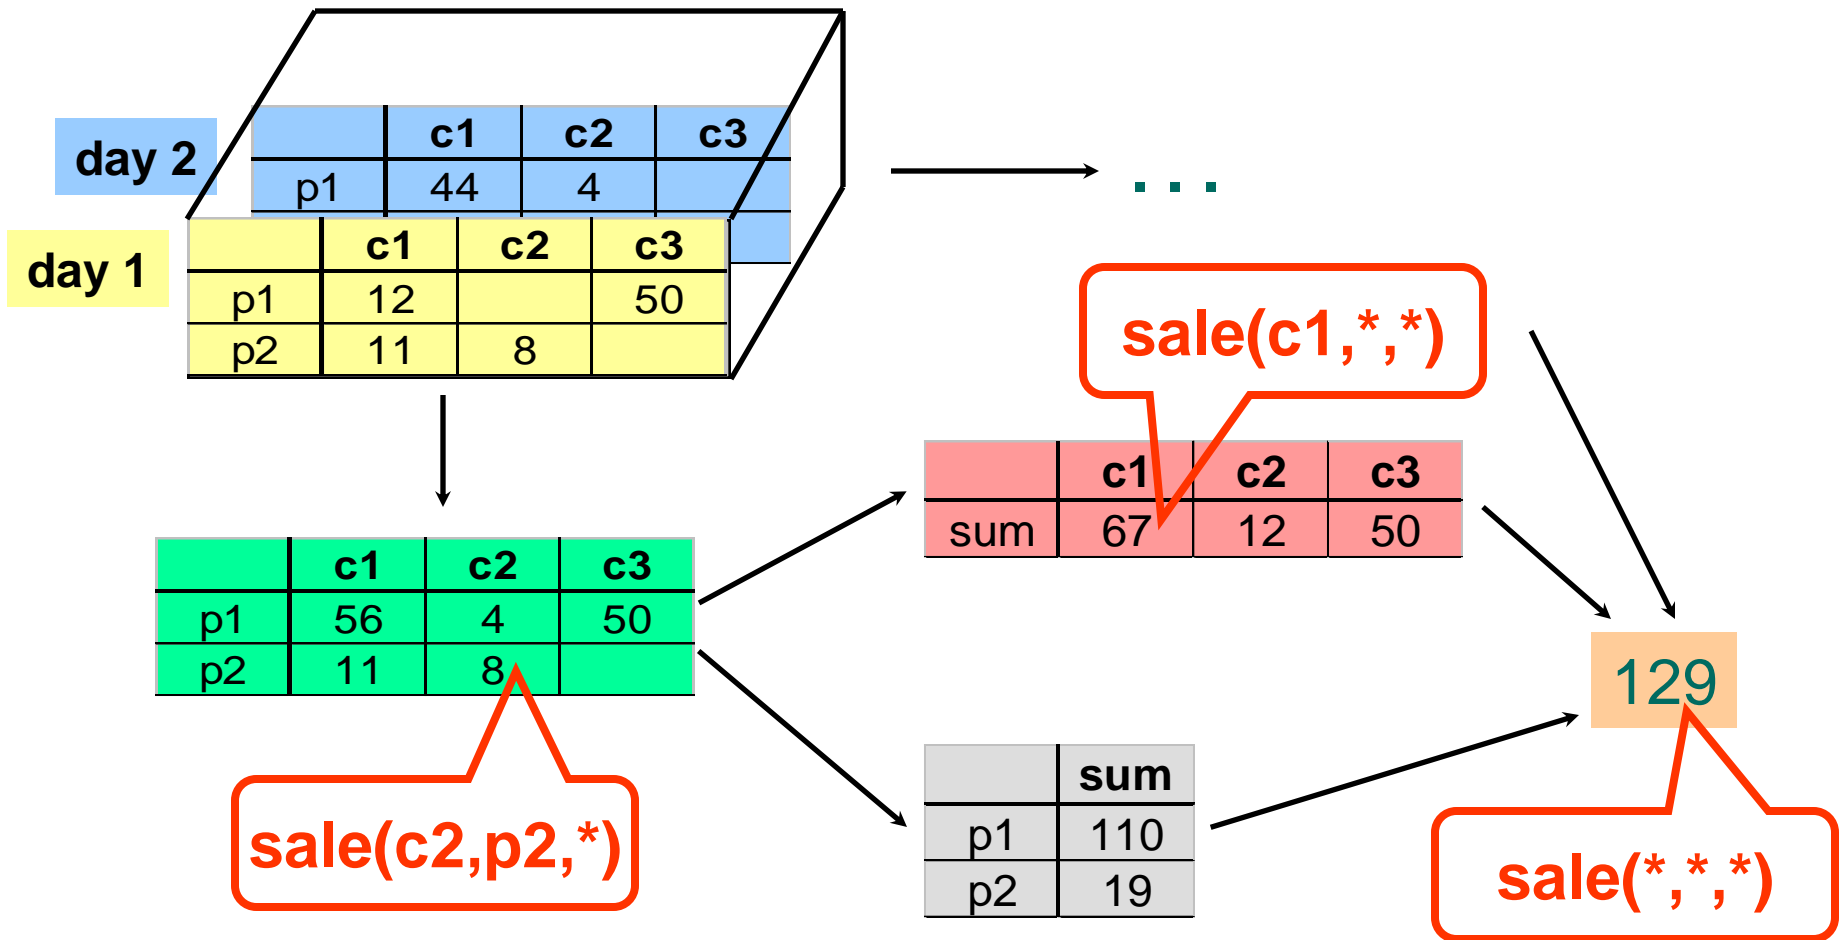 day 2
c1 c2 c3
p1 44 4
day 1
c1 c2 c3
p1 12 50
p2 11 8
...
sale(c1,*,*)
c1 c2 c3
sum 67 12 50
c1 c2 c3
p1 56 4 50
p2 11 8
129
sale(c2,p2,*)
sum
p1 110
p2 19
sale(*,*,*)